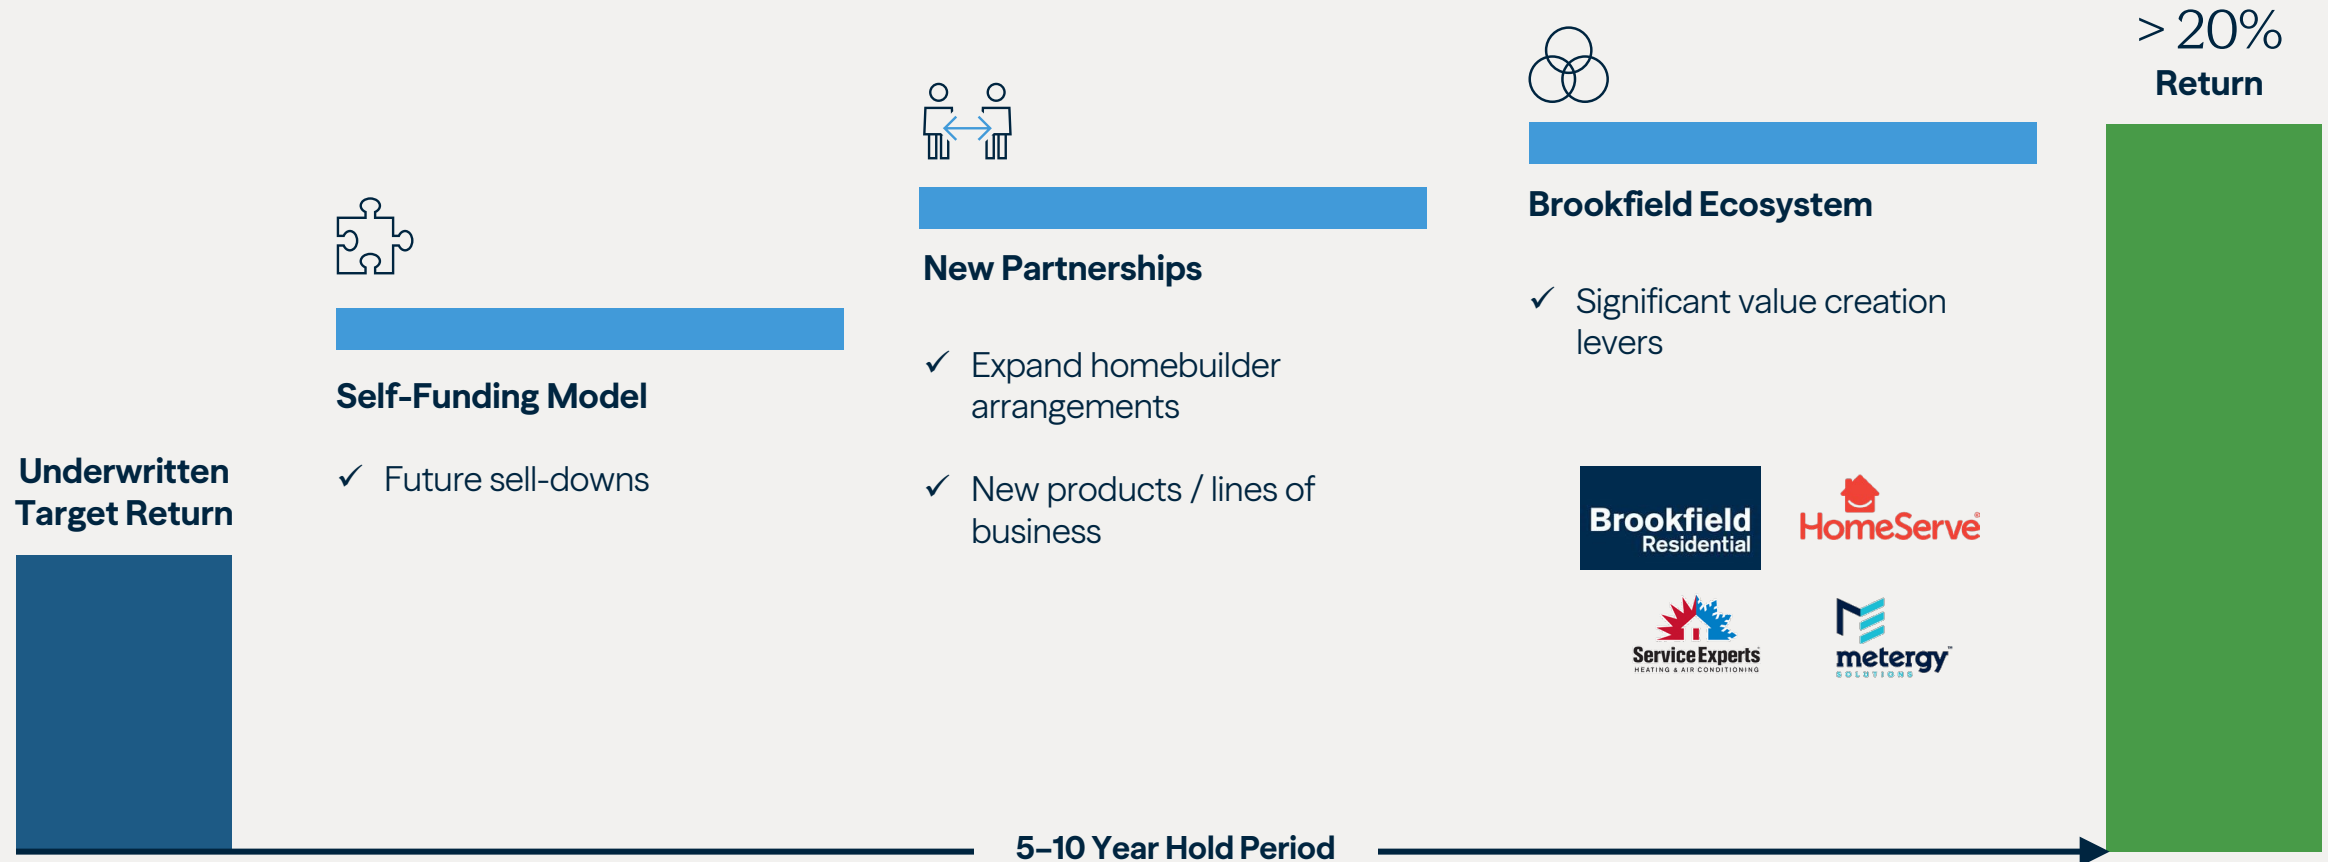 Underwritten
Target Return
Self-Funding Model
✓ Future sell-downs
New Partnerships
✓ Expand homebuilder
arrangements
✓ New products / lines of
business
Brookfield Ecosystem
✓ Significant value creation
levers
Brookfield
Residential
HomeServe®
Service Experts
HEATING & AIR CONDITIONING
metergy™
SOLUTIONS
> 20%
Return
5–10 Year Hold Period